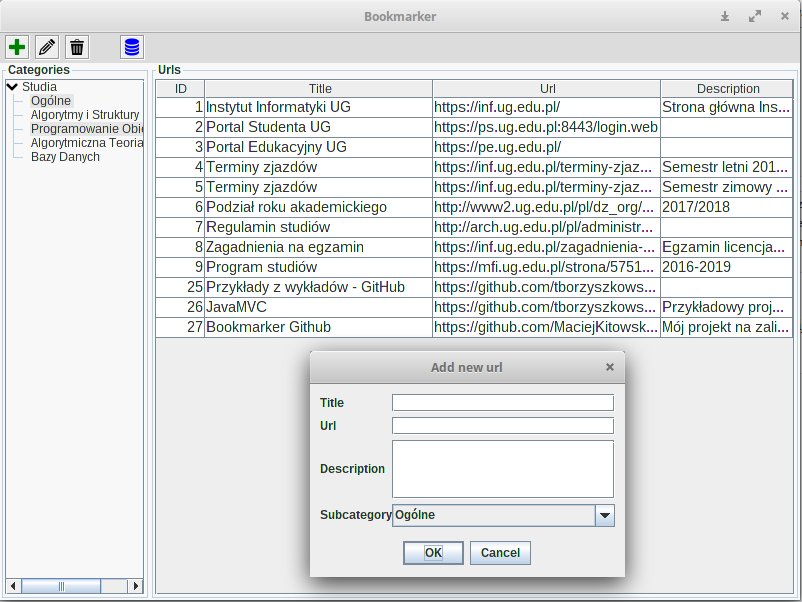 Bookmarker
Categories
Studia
Ogólne
Algorytmy i Struktury
Programowanie Obie
Algorytmiczna Teoria
Bazy Danych
Urls
ID Title Url Description
1 Instytut Informatyki UG https://inf.ug.edu.pl/ Strona główna Ins...
2 Portal Studenta UG https://ps.ug.edu.pl:8443/login.web
3 Portal Edukacyjny UG https://pe.ug.edu.pl/
4 Terminy zjazdów https://inf.ug.edu.pl/terminy-zjaz... Semestr letni 201...
5 Terminy zjazdów https://inf.ug.edu.pl/terminy-zjaz... Semestr zimowy ...
6 Podział roku akademickiego http://www2.ug.edu.pl/pl/dz_org/... 2017/2018
7 Regulamin studiów http://arch.ug.edu.pl/pl/administr...
8 Zagadnienia na egzamin https://inf.ug.edu.pl/zagadnienia-... Egzamin licencja...
9 Program studiów https://mfi.ug.edu.pl/strona/5751... 2016-2019
25 Przykłady z wykładów - GitHub https://github.com/tborzyszkows...
26 JavaMVC https://github.com/tborzyszkows... Przykładowy proj...
27 Bookmarker Github https://github.com/MaciejKitowsk... Mój projekt na zali...
Add new url
Title
Url
Description
Subcategory Ogólne
OK Cancel